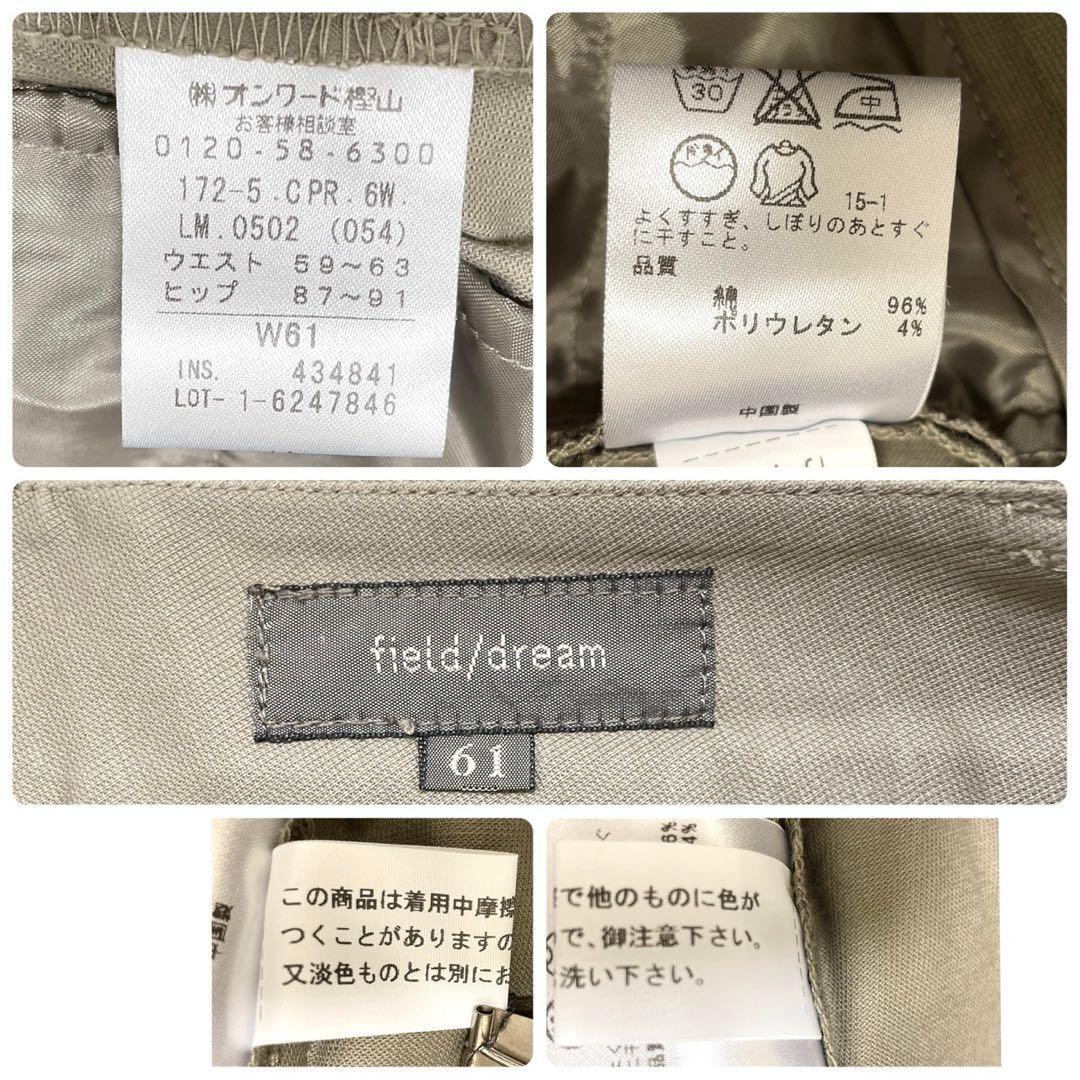 ㈱オンワード樫山
お客様相談室
0120-58-6300
172-5.CPR.6W.
LM.0502 (054)
ウエスト 59～63
ヒップ 87～91
W61
INS. 434841
LOT- 1-6247846
30
中
ドライ
15-1
よくすすぎ、しぼりのあとすぐ
に干すこと。
品質
綿 96%
ポリウレタン 4%
中国製
field/dream
61
この商品は着用中摩擦
つくことがありますの
又淡色ものとは別にお
で他のものに色が
で、御注意下さい。
洗い下さい。
6%
4%